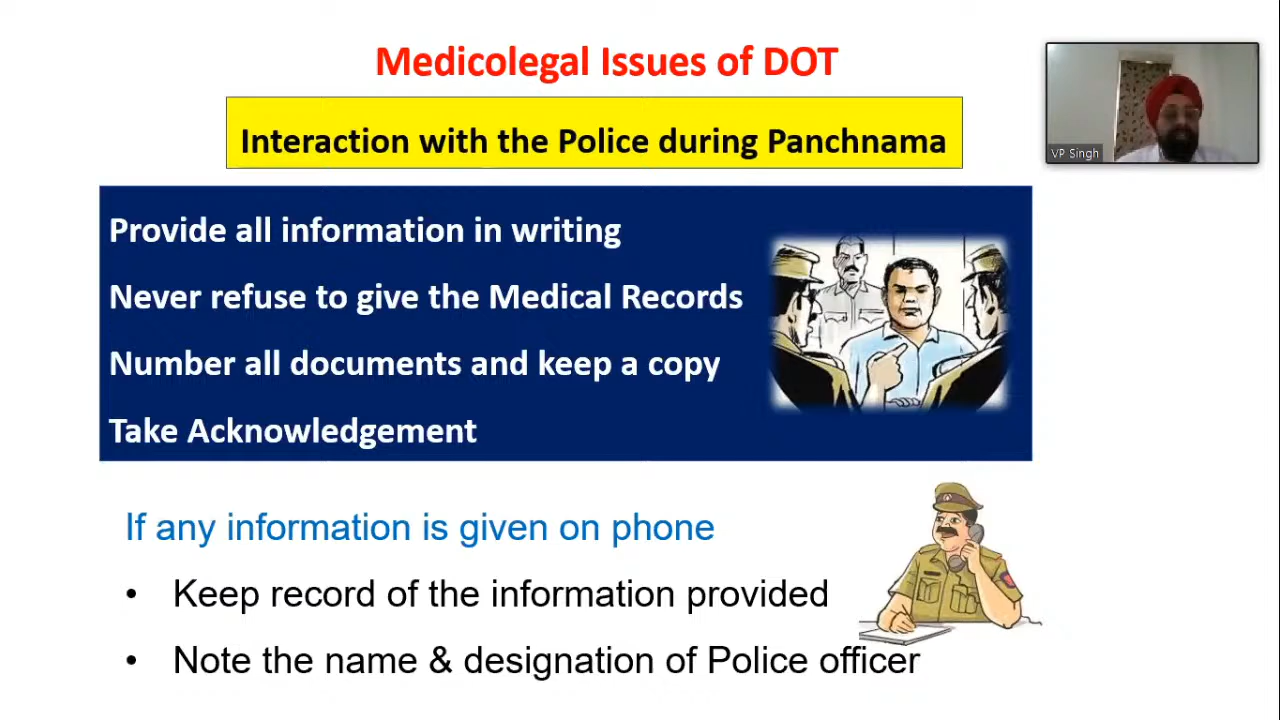 Medicolegal Issues of DOT
Interaction with the Police during Panchnama
VP Singh
Provide all information in writing
Never refuse to give the Medical Records
Number all documents and keep a copy
Take Acknowledgement
If any information is given on phone
• Keep record of the information provided
• Note the name & designation of Police officer